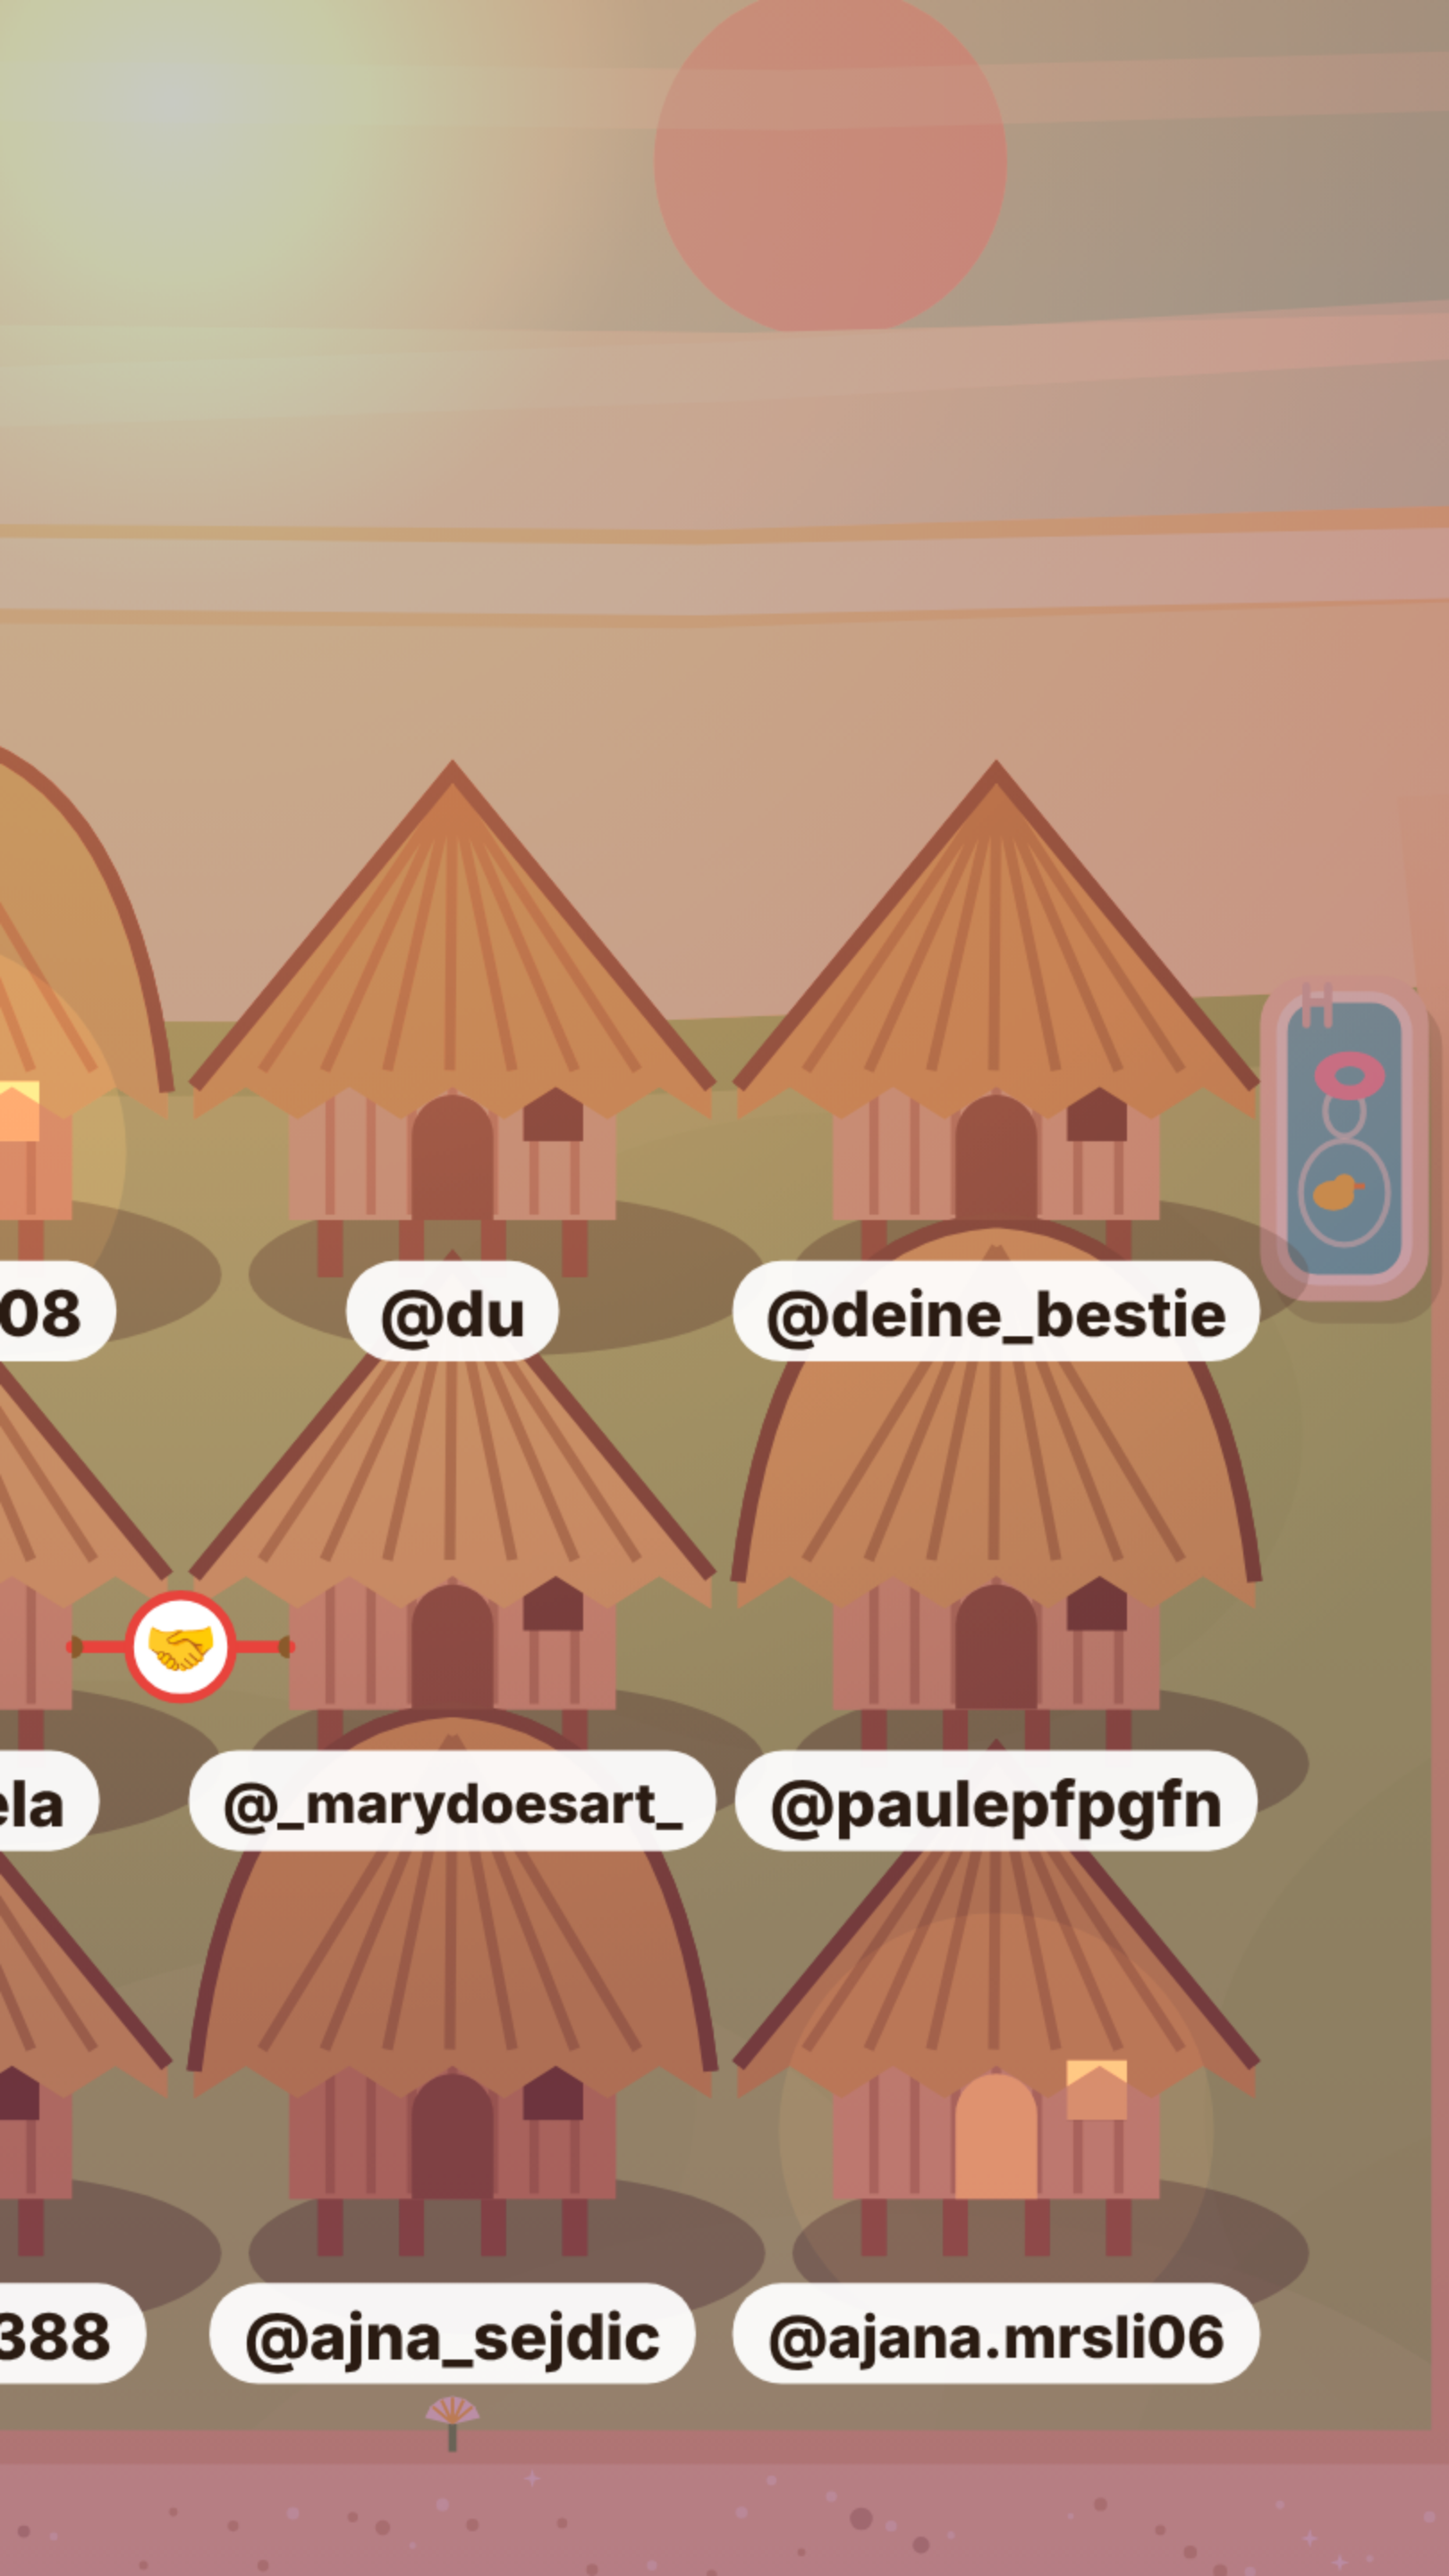 08
@du
@deine_bestie
ela
@_marydoesart_
@paulepfpgfn
388
@ajna_sejdic
@ajana.mrsli06